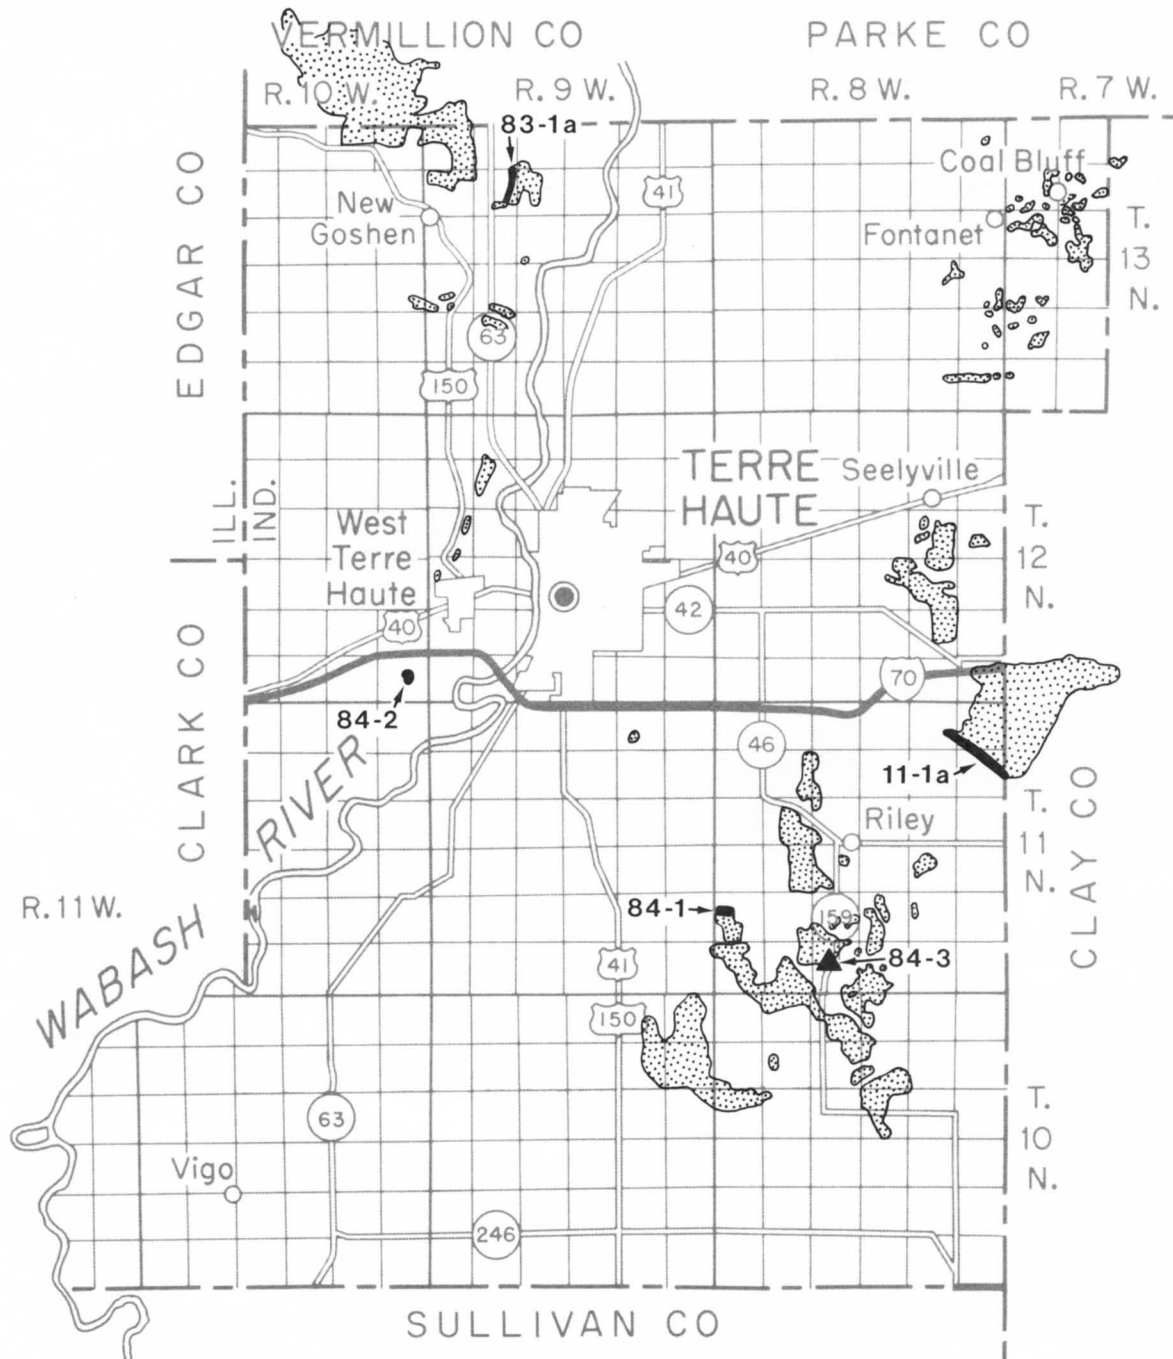 VERMILLION CO
PARKE CO
R. 10 W.
R. 9 W.
R. 8 W.
R. 7 W.
83-1a
EDGAR CO
41
Coal Bluff
New
Goshen
Fontanet
T.
13
N.
63
150
TERRE
HAUTE
Seelyville
ILL.
IND.
West
Terre
Haute
40
T.
12
N.
40
42
CLARK CO
70
84-2
46
11-1a
RIVER
Riley
T.
11
N.
CLAY CO
R. 11 W.
84-1
159
WABASH
41
84-3
150
63
T.
10
N.
Vigo
246
SULLIVAN CO